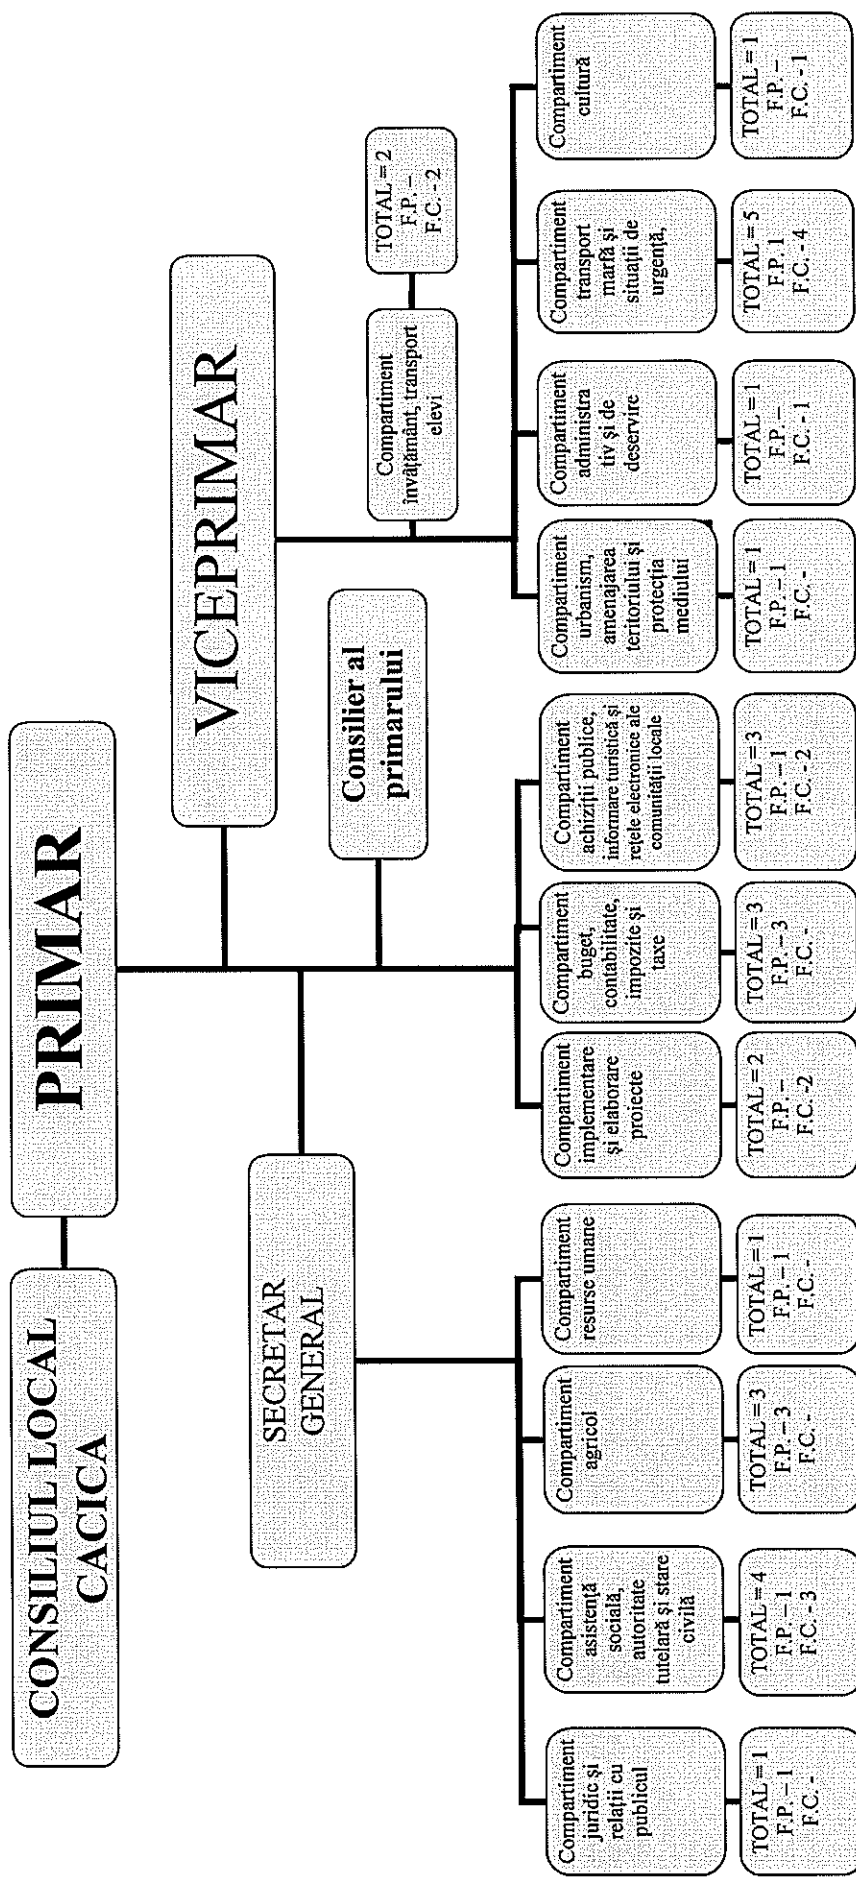 CONSILIUL LOCAL
CACICA
PRIMAR
VICEPRIMAR
SECRETAR
GENERAL
Consilier al
primarului
Compartiment
învățământ, transport
elevi
TOTAL = 2
F.P. –
F.C. - 2
Compartiment
juridic și
relații cu
publicul
TOTAL = 1
F.P. – 1
F.C. -
Compartiment
asistență
socială,
autoritate
tutelară și stare
civilă
TOTAL = 4
F.P. – 1
F.C. - 3
Compartiment
agricol
TOTAL = 3
F.P. – 3
F.C. -
Compartiment
resurse umane
TOTAL = 1
F.P. – 1
F.C. -
Compartiment
implementare
și elaborare
proiecte
TOTAL = 2
F.P. –
F.C. -2
Compartiment
buget,
contabilitate,
impozite și
taxe
TOTAL = 3
F.P. – 3
F.C. -
Compartiment
achiziții publice,
informare turistică și
rețele electronice ale
comunității locale
TOTAL = 3
F.P. – 1
F.C. - 2
Compartiment
urbanism,
amenajarea
teritoriului și
protecția
mediului
TOTAL = 1
F.P. – 1
F.C. -
Compartiment
administra
tiv și de
deservire
TOTAL = 1
F.P. –
F.C. - 1
Compartiment
transport
marfă și
situații de
urgență,
TOTAL = 5
F.P. 1
F.C. - 4
Compartiment
cultură
TOTAL = 1
F.P. –
F.C. - 1